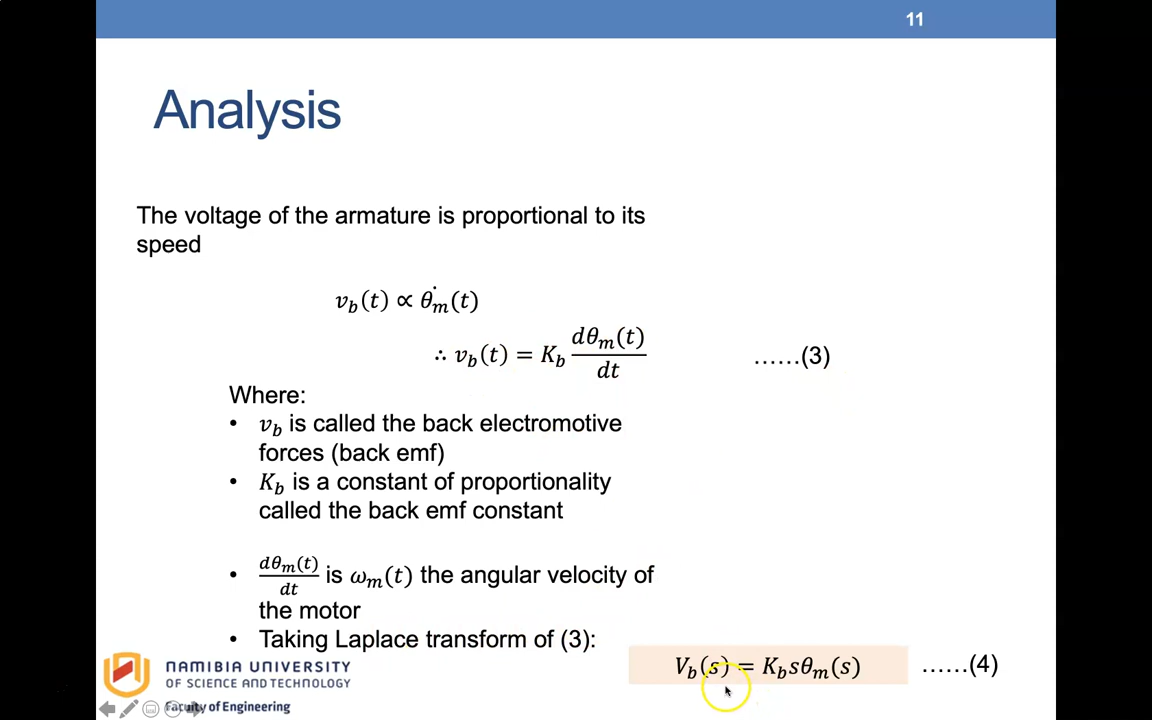 11
Analysis
The voltage of the armature is proportional to its
speed
v_b(t) ∝ θ̇_m(t)
∴ v_b(t) = K_b dθ_m(t)/dt ……(3)
Where:
• v_b is called the back electromotive
forces (back emf)
• K_b is a constant of proportionality
called the back emf constant
• dθ_m(t)/dt is ω_m(t) the angular velocity of
the motor
• Taking Laplace transform of (3):
V_b(s) = K_b sθ_m(s) ……(4)
NAMIBIA UNIVERSITY
OF SCIENCE AND TECHNOLOGY
Faculty of Engineering